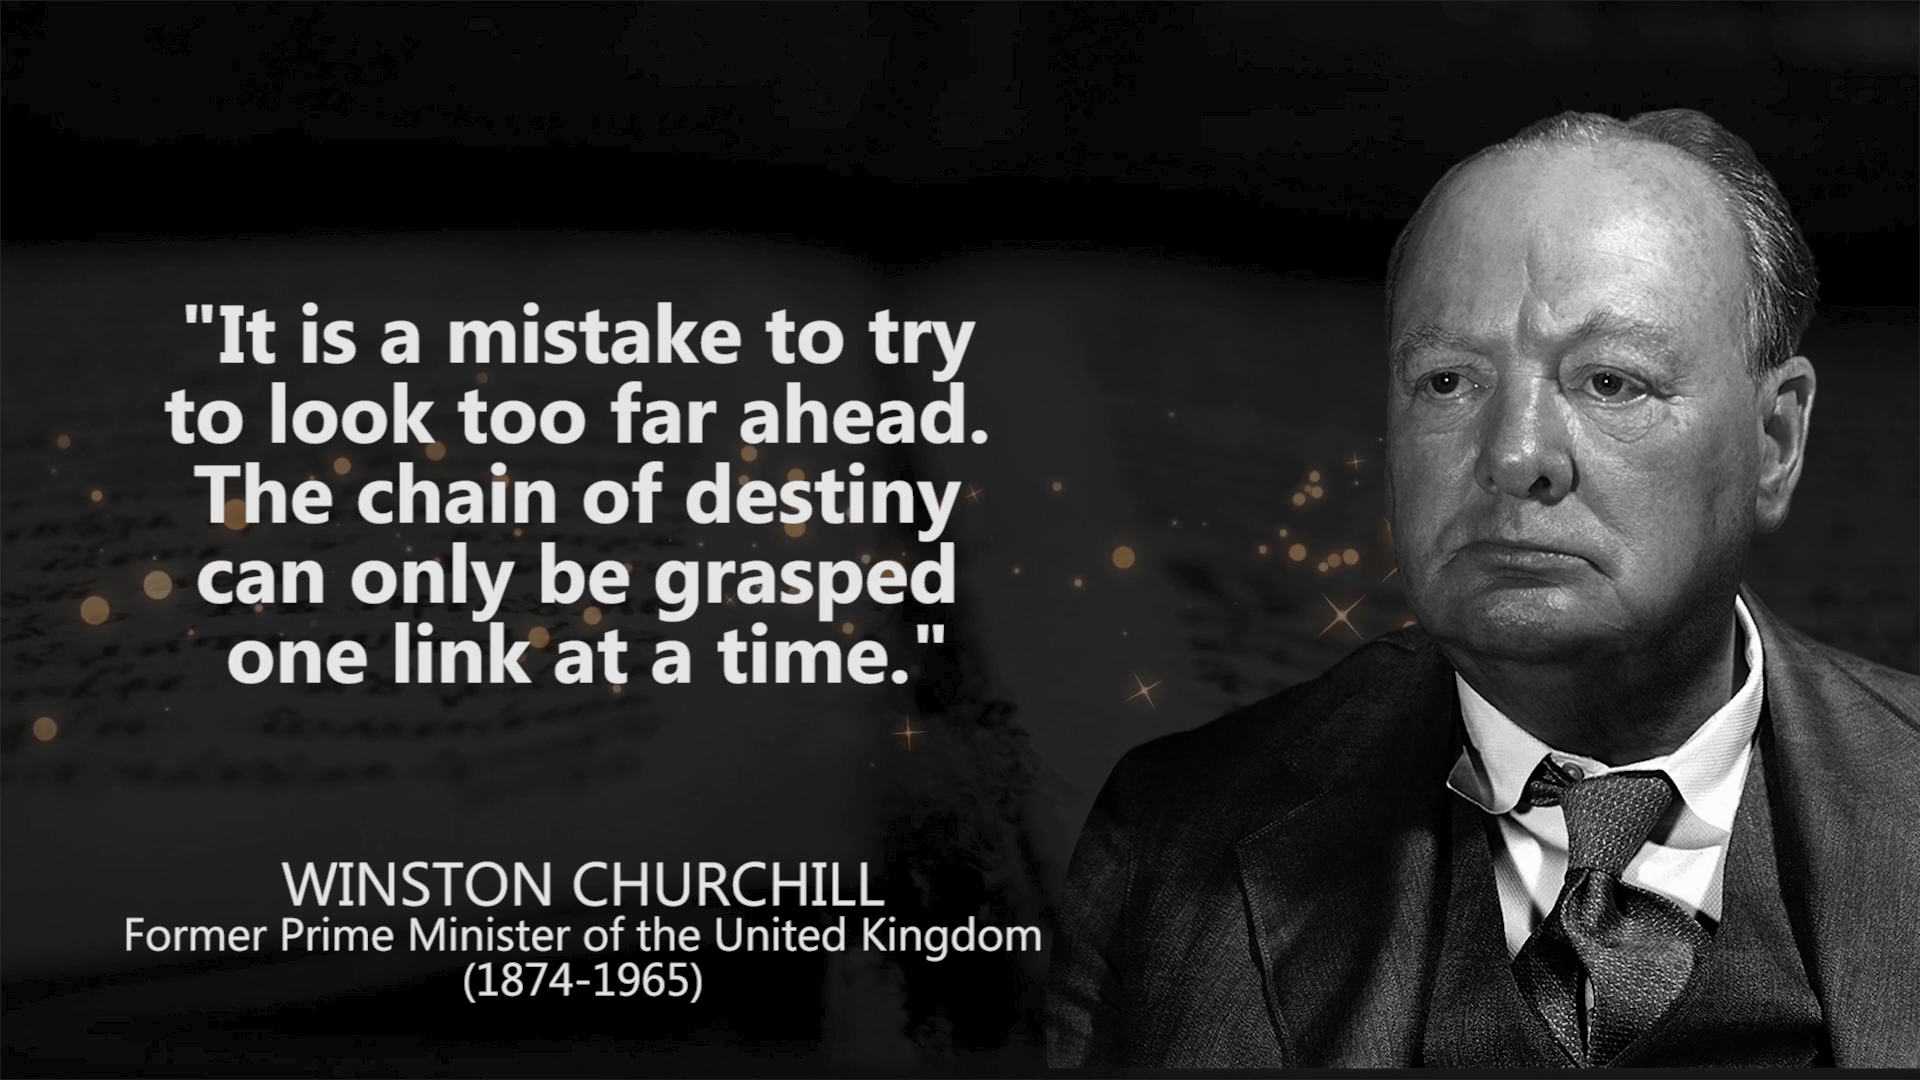 "It is a mistake to try
to look too far ahead.
The chain of destiny
can only be grasped
one link at a time."
WINSTON CHURCHILL
Former Prime Minister of the United Kingdom
(1874-1965)